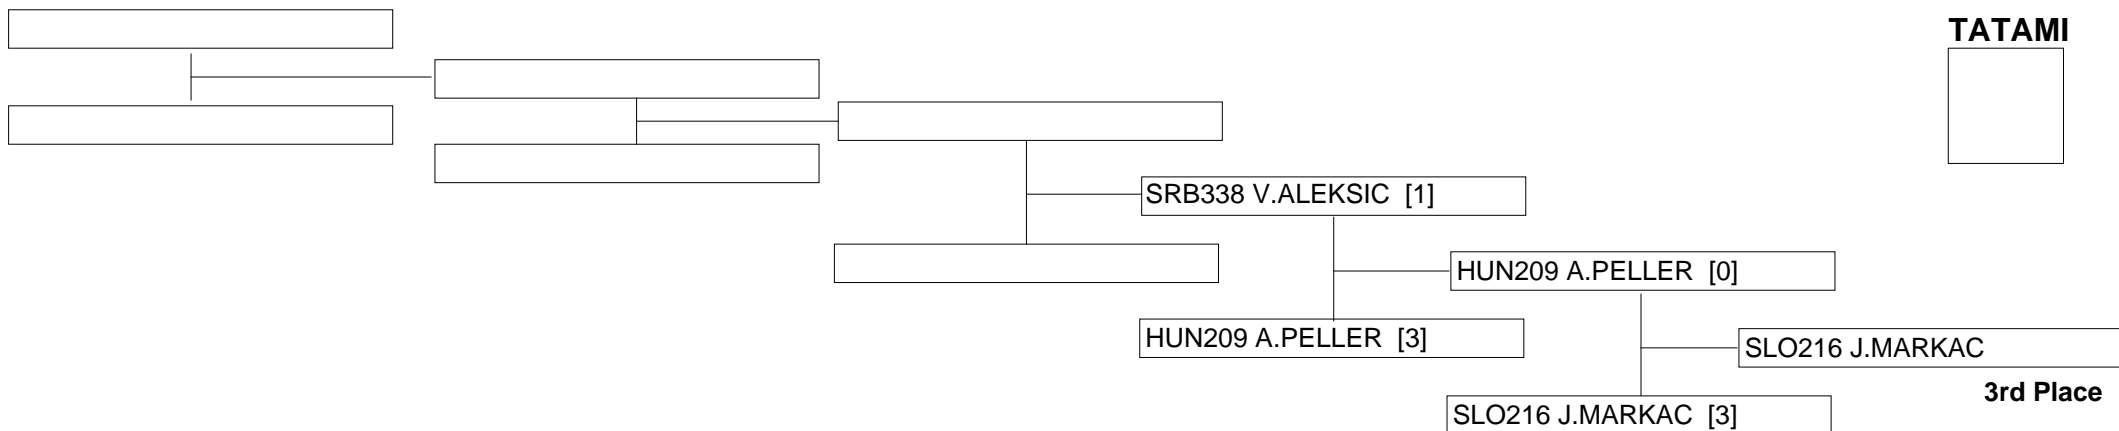 TATAMI
SRB338 V.ALEKSIC [1]
HUN209 A.PELLER [0]
HUN209 A.PELLER [3]
SLO216 J.MARKAC
3rd Place
SLO216 J.MARKAC [3]